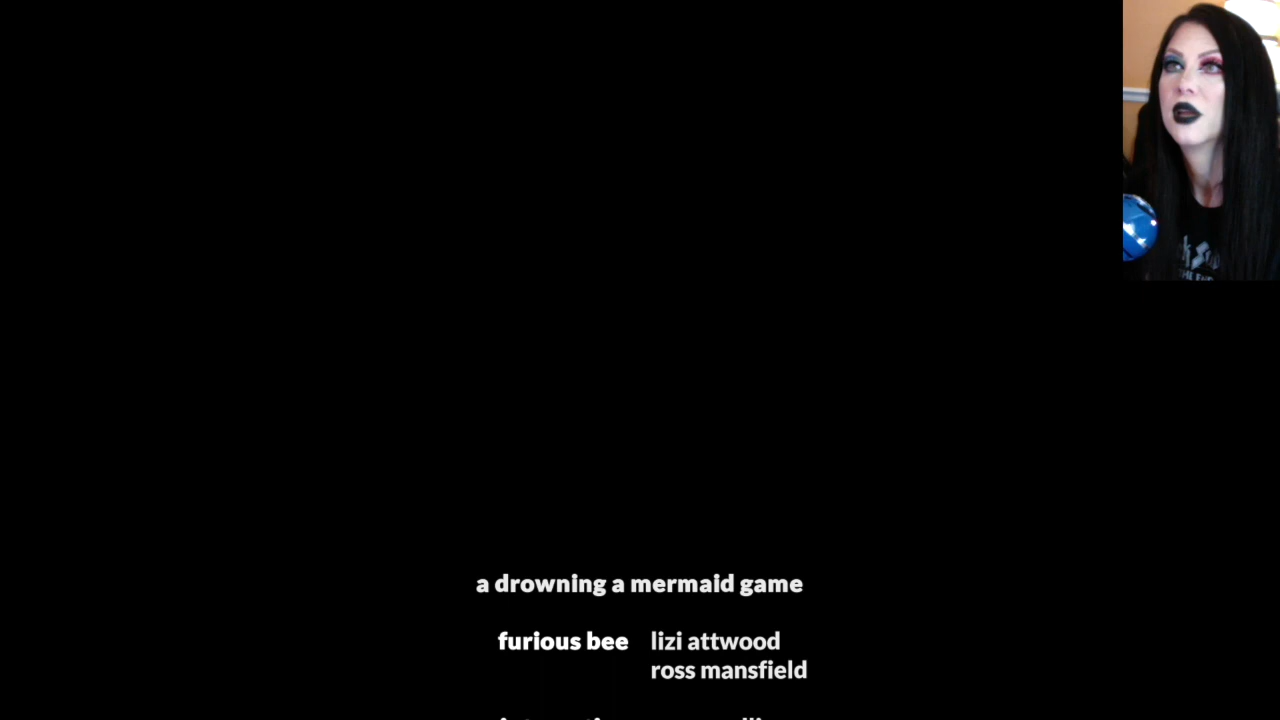 a drowning a mermaid game
furious bee lizi attwood
ross mansfield